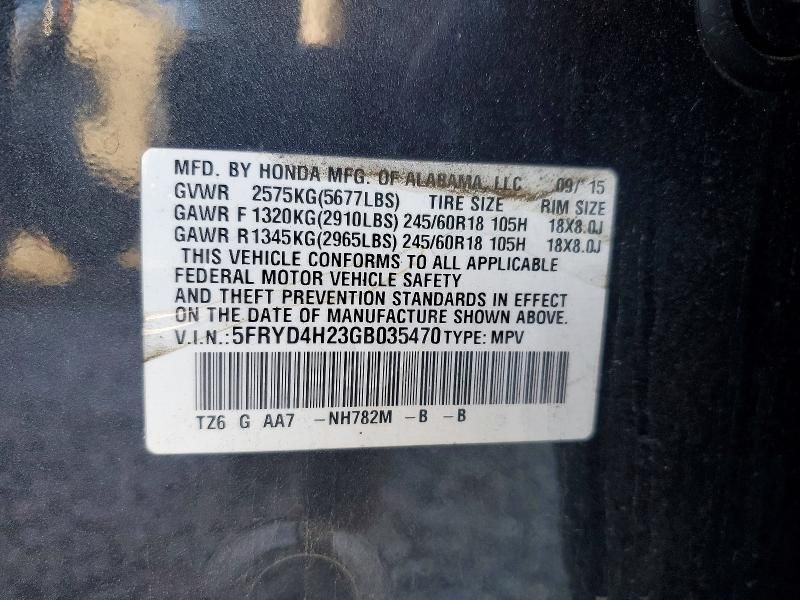 MFD. BY HONDA MFG. OF ALABAMA, LLC 09/ 15
GVWR 2575KG(5677LBS) TIRE SIZE RIM SIZE
GAWR F 1320KG(2910LBS) 245/60R18 105H 18X8.0J
GAWR R1345KG(2965LBS) 245/60R18 105H 18X8.0J
THIS VEHICLE CONFORMS TO ALL APPLICABLE
FEDERAL MOTOR VEHICLE SAFETY
AND THEFT PREVENTION STANDARDS IN EFFECT
ON THE DATE OF MANUFACTURE SHOWN ABOVE.
V.I.N.:5FRYD4H23GB035470 TYPE: MPV
TZ6 G AA7 -NH782M -B -B